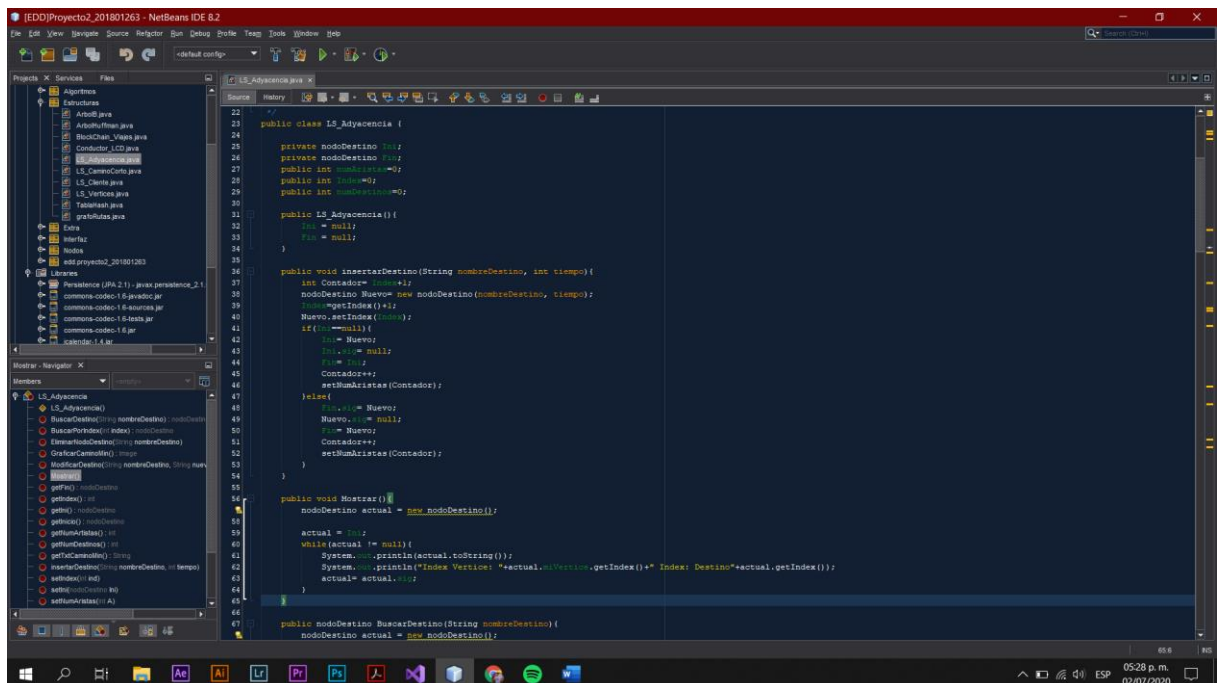 [EDD]Proyecto2_201801263 - NetBeans IDE 8.2
File Edit View Navigate Source Refactor Run Debug Profile Team Tools Window Help
Search (Ctrl+I)
<default config>
Projects Services Files
Algoritmos
Estructuras
ArbolB.java
ArbolHuffman.java
BlockChain_Viajes.java
Conductor_LCD.java
LS_Adyacencia.java
LS_CaminoCorto.java
LS_Cliente.java
LS_Vertices.java
TablaHash.java
grafoRutas.java
Extra
Interfaz
Nodos
edd.proyecto2_201801263
Libraries
Persistence (JPA 2.1) - javax.persistence_2.1.
commons-codec-1.6-javadoc.jar
commons-codec-1.6-sources.jar
commons-codec-1.6-tests.jar
commons-codec-1.6.jar
icalendar-1.4.jar
Mostrar - Navigator
Members <empty>
LS_Adyacencia
LS_Adyacencia()
BuscarDestino(String nombreDestino) : nodoDestin
BuscarPorIndex(int index) : nodoDestino
EliminarNodoDestino(String nombreDestino)
GraficarCaminoMin() : Image
ModificarDestino(String nombreDestino, String nuev
Mostrar()
getFin() : nodoDestino
getIndex() : int
getIni() : nodoDestino
getInicio() : nodoDestino
getNumArtistas() : int
getNumDestinos() : int
getTxtCaminoMin() : String
insertarDestino(String nombreDestino, int tiempo)
setIndex(int ind)
setIni(nodoDestino Ini)
setNumAristas(int A)
LS_Adyacencia.java
Source History
22 */
23 public class LS_Adyacencia {
24
25 private nodoDestino Ini;
26 private nodoDestino Fin;
27 public int numAristas=0;
28 public int Index=0;
29 public int numDestinos=0;
30
31 public LS_Adyacencia(){
32 Ini = null;
33 Fin = null;
34 }
35
36 public void insertarDestino(String nombreDestino, int tiempo){
37 int Contador= Index+1;
38 nodoDestino Nuevo= new nodoDestino(nombreDestino, tiempo);
39 Index=getIndex()+1;
40 Nuevo.setIndex(Index);
41 if(Ini==null){
42 Ini= Nuevo;
43 Ini.sig= null;
44 Fin= Ini;
45 Contador++;
46 setNumAristas(Contador);
47 }else{
48 Fin.sig= Nuevo;
49 Nuevo.sig= null;
50 Fin= Nuevo;
51 Contador++;
52 setNumAristas(Contador);
53 }
54 }
55
56 public void Mostrar(){
nodoDestino actual = new nodoDestino();
58
59 actual = Ini;
60 while(actual != null){
61 System.out.println(actual.toString());
62 System.out.println("Index Vertice: "+actual.miVertice.getIndex()+" Index: Destino"+actual.getIndex());
63 actual= actual.sig;
64 }
65 }
66
67 public nodoDestino BuscarDestino(String nombreDestino){
nodoDestino actual = new nodoDestino();
65:6 INS
Ae Ai Lr Pr Ps
ESP
05:28 p. m.
02/07/2020